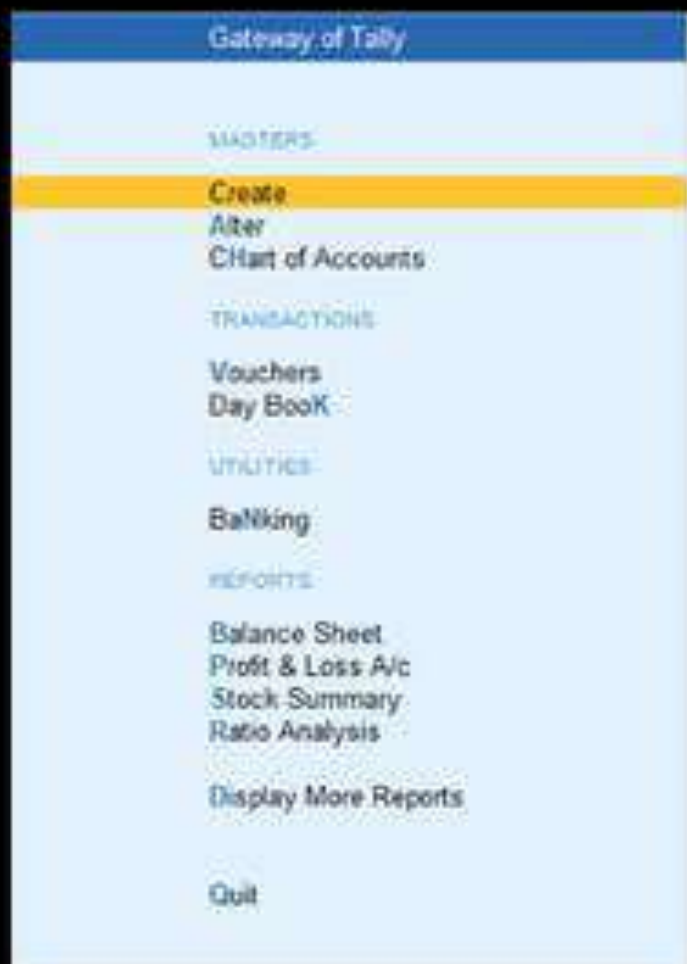 Gateway of Tally
MASTERS
Create
Alter
CHart of Accounts
TRANSACTIONS
Vouchers
Day BooK
UTILITIES
BaNking
REPORTS
Balance Sheet
Profit & Loss A/c
Stock Summary
Ratio Analysis
Display More Reports
Quit